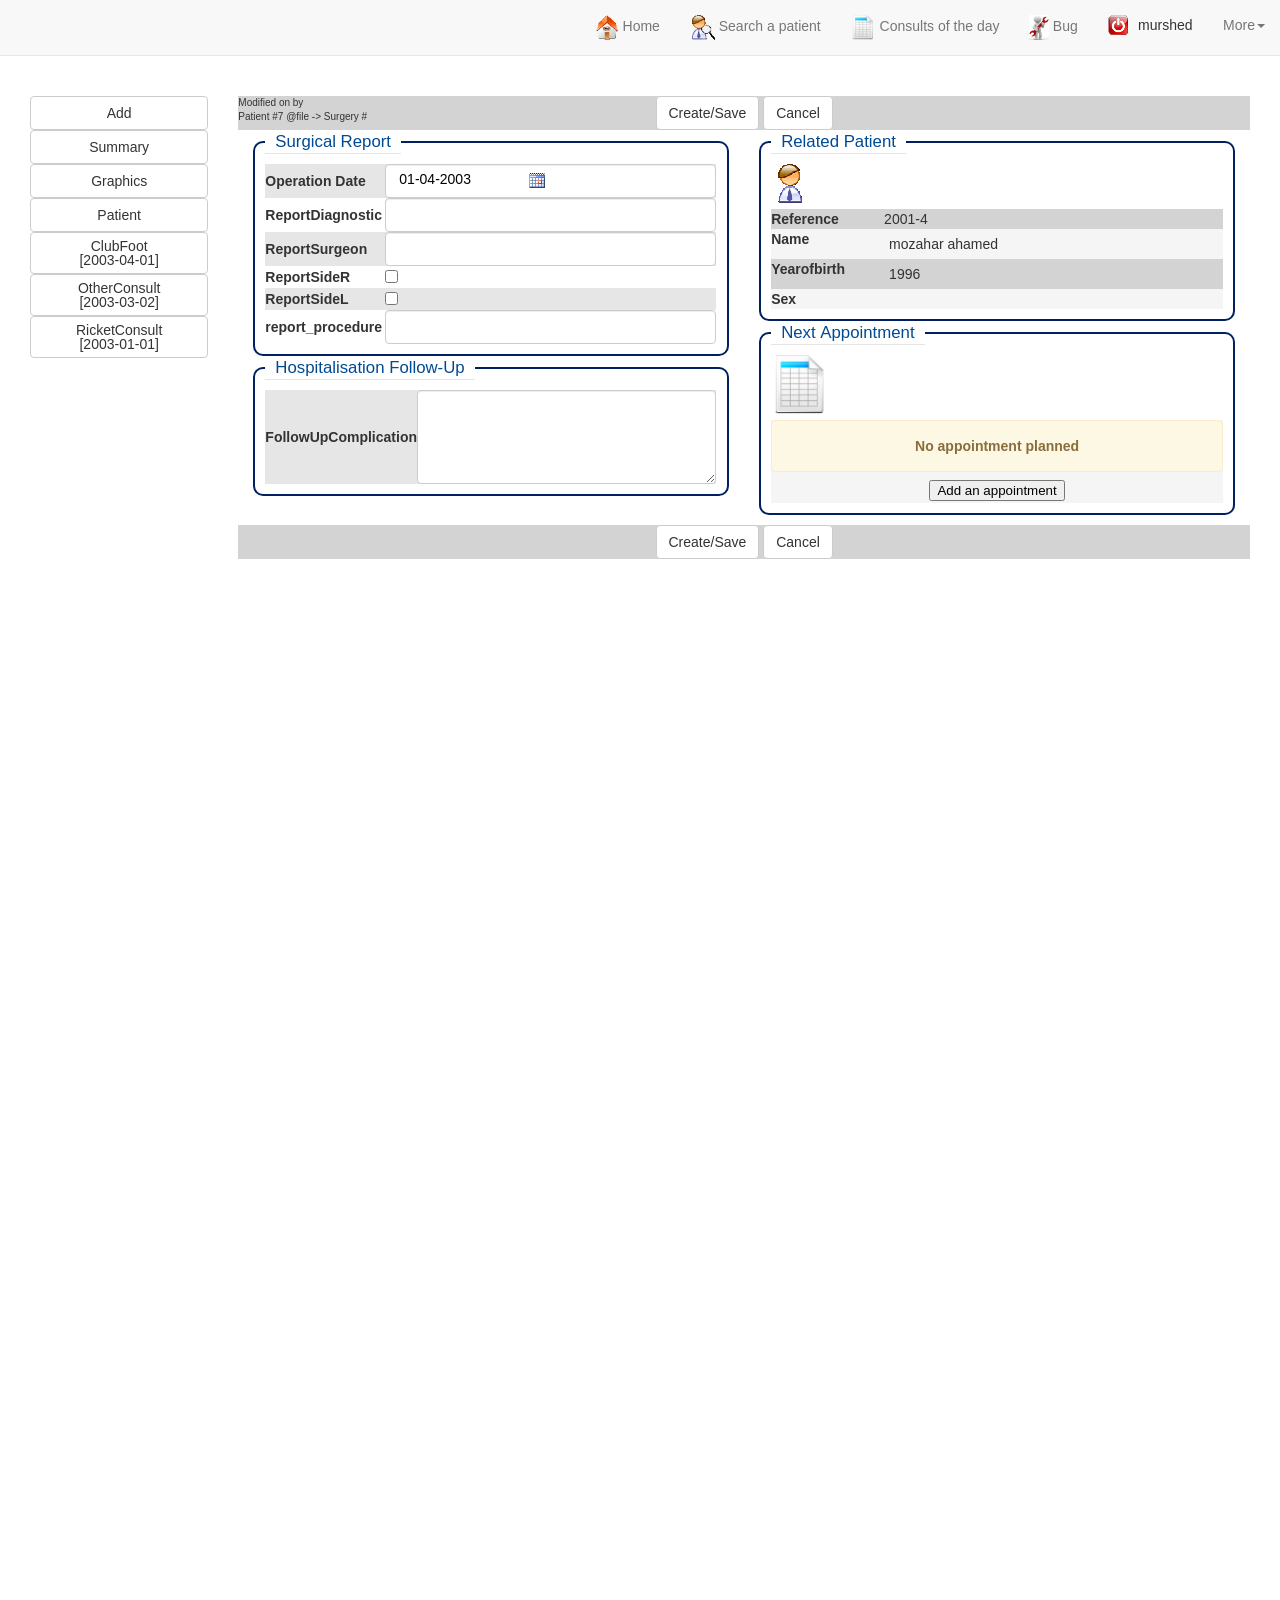 Home Search a patient Consults of the day Bug murshed More
Add
Summary
Graphics
Patient
ClubFoot
[2003-04-01]
OtherConsult
[2003-03-02]
RicketConsult
[2003-01-01]
Modified on by
Patient #7 @file -> Surgery #
Create/Save Cancel
Surgical Report
Operation Date 01-04-2003
ReportDiagnostic
ReportSurgeon
ReportSideR
ReportSideL
report_procedure
Hospitalisation Follow-Up
FollowUpComplication
Related Patient
Reference 2001-4
Name mozahar ahamed
Yearofbirth 1996
Sex
Next Appointment
No appointment planned
Add an appointment
Create/Save Cancel